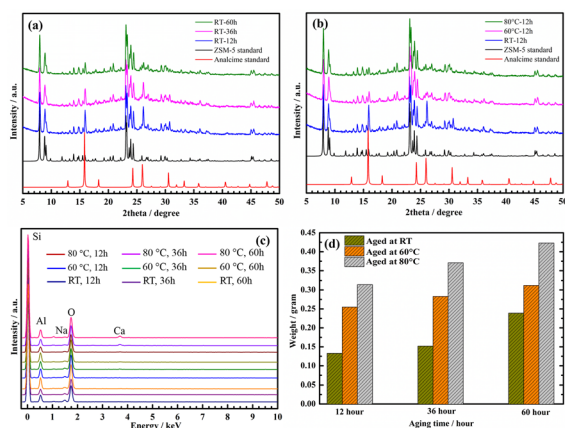 (a)
RT-60h
RT-36h
RT-12h
ZSM-5 standard
Analcime standard
Intensity / a.u.
5 10 15 20 25 30 35 40 45 50
2theta / degree
(b)
80°C-12h
60°C-12h
RT-12h
ZSM-5 standard
Analcime standard
Intensity / a.u.
5 10 15 20 25 30 35 40 45 50
2theta / degree
(c)
Si
80 °C, 12h 80 °C, 36h 80 °C, 60h
60 °C, 12h 60 °C, 36h 60 °C, 60h
RT, 12h RT, 36h RT, 60h
Al
Na
O
Ca
Intensity / a.u.
0 1 2 3 4 5 6 7 8 9 10
Energy / keV
(d)
Aged at RT
Aged at 60°C
Aged at 80°C
0.45
0.40
0.35
0.30
0.25
0.20
0.15
0.10
0.05
0.00
Weight / gram
12 hour 36 hour 60 hour
Aging time / hour